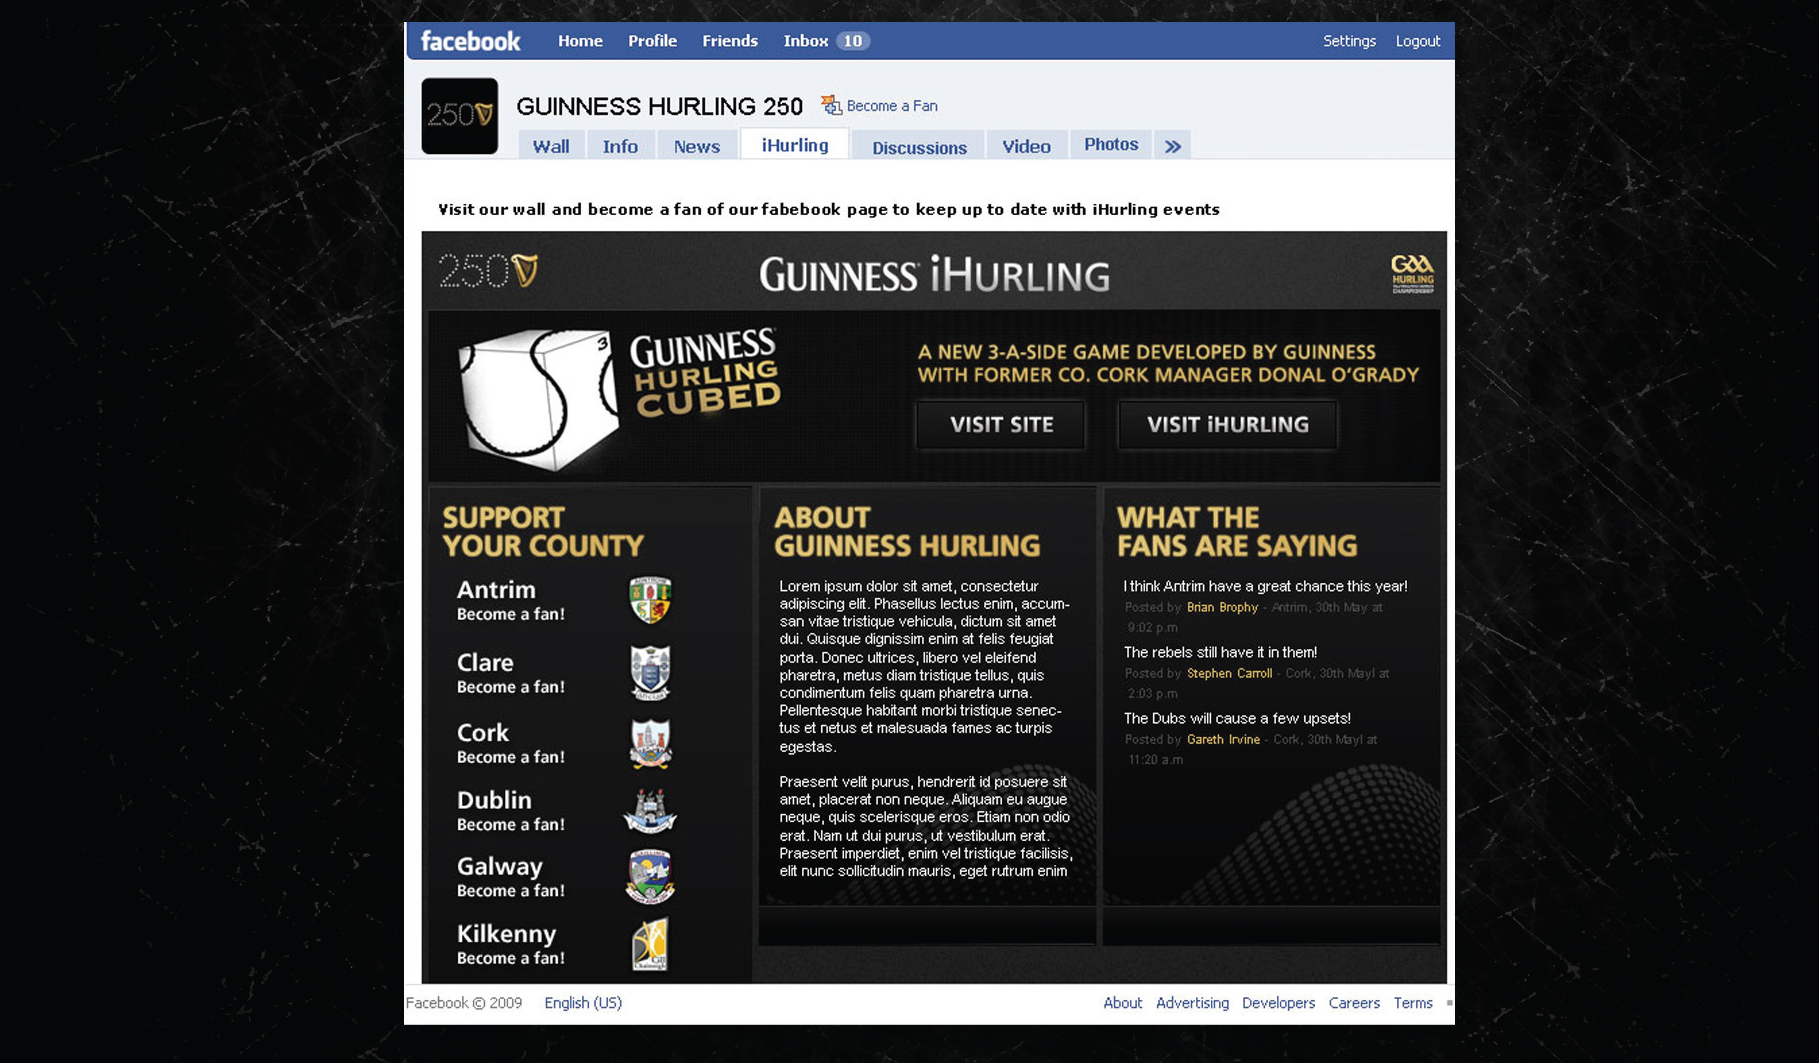 facebook Home Profile Friends Inbox 10 Settings Logout
250
GUINNESS HURLING 250 Become a Fan
Wall Info News iHurling Discussions Video Photos »
Visit our wall and become a fan of our fabebook page to keep up to date with iHurling events
250
GUINNESS iHURLING
GAA
HURLING
CHAMPIONSHIP
3
GUINNESS
HURLING
CUBED
A NEW 3-A-SIDE GAME DEVELOPED BY GUINNESS
WITH FORMER CO. CORK MANAGER DONAL O'GRADY
VISIT SITE VISIT iHURLING
SUPPORT
YOUR COUNTY
Antrim
Become a fan!
Clare
Become a fan!
Cork
Become a fan!
Dublin
Become a fan!
Galway
Become a fan!
Kilkenny
Become a fan!
ABOUT
GUINNESS HURLING
Lorem ipsum dolor sit amet, consectetur
adipiscing elit. Phasellus lectus enim, accum-
san vitae tristique vehicula, dictum sit amet
dui. Quisque dignissim enim at felis feugiat
porta. Donec ultrices, libero vel eleifend
pharetra, metus diam tristique tellus, quis
condimentum felis quam pharetra urna.
Pellentesque habitant morbi tristique senec-
tus et netus et malesuada fames ac turpis
egestas.
Praesent velit purus, hendrerit id posuere sit
amet, placerat non neque. Aliquam eu augue
neque, quis scelerisque eros. Etiam non odio
erat. Nam ut dui purus, ut vestibulum erat.
Praesent imperdiet, enim vel tristique facilisis,
elit nunc sollicitudin mauris, eget rutrum enim
WHAT THE
FANS ARE SAYING
I think Antrim have a great chance this year!
Posted by Brian Brophy - Antrim, 30th May at
9:02 p.m
The rebels still have it in them!
Posted by Stephen Carroll - Cork, 30th Mayl at
2:03 p.m
The Dubs will cause a few upsets!
Posted by Gareth Irvine - Cork, 30th Mayl at
11:20 a.m
Facebook © 2009 English (US) About Advertising Developers Careers Terms